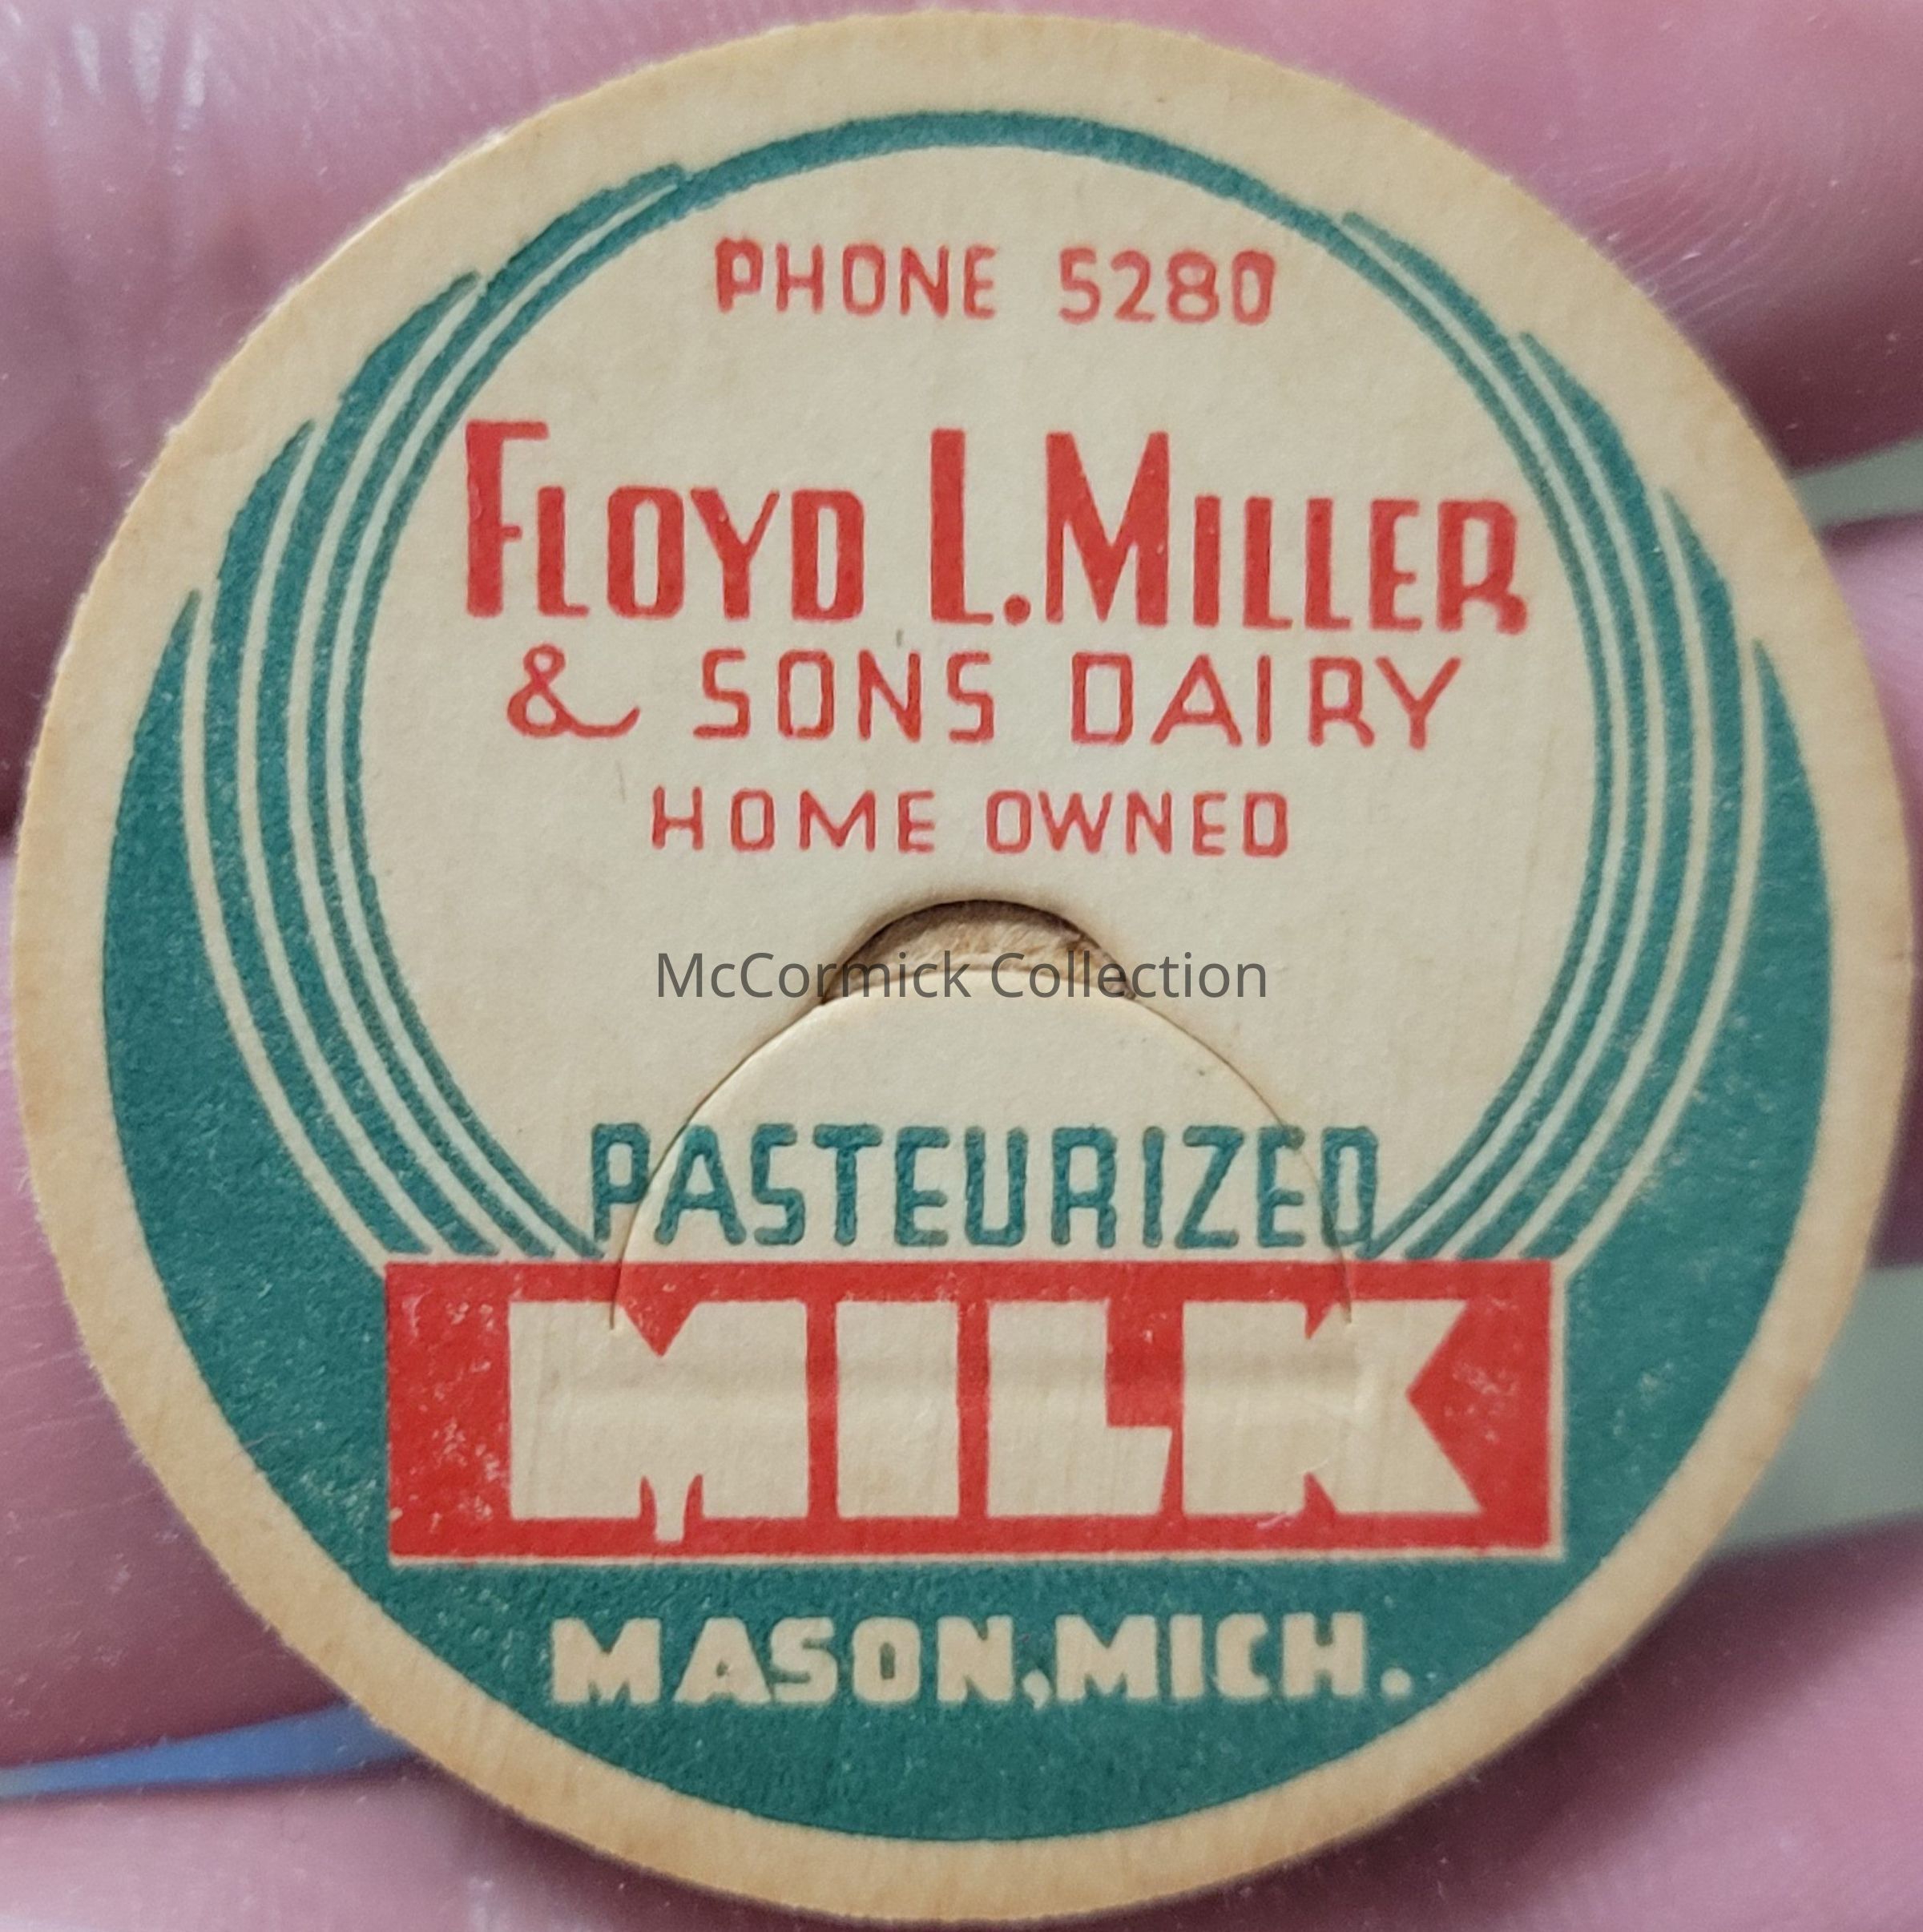 PHONE 5280
FLOYD L. MILLER
& SONS DAIRY
HOME OWNED
McCormick Collection
PASTEURIZED
MILK
MASON, MICH.